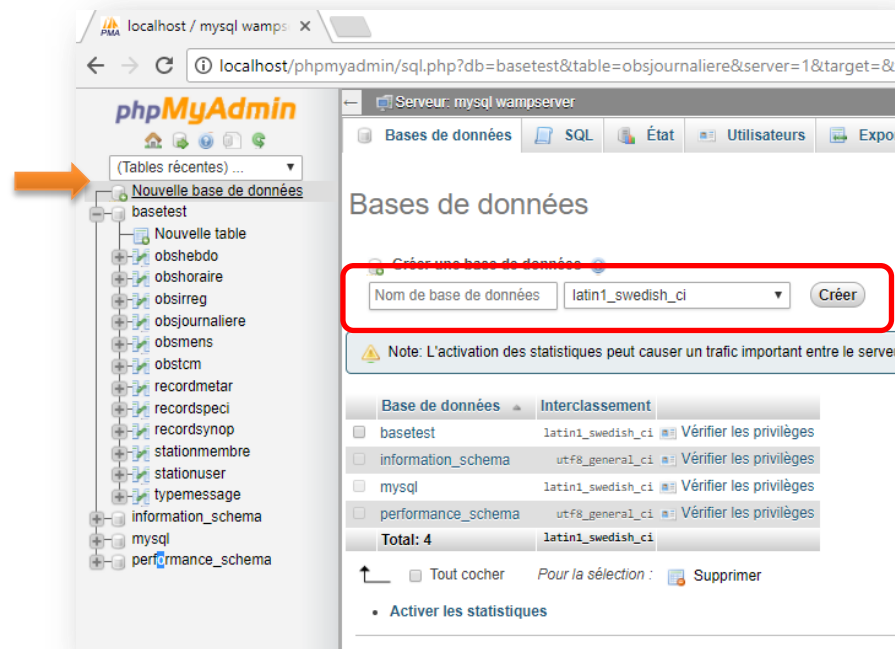 localhost / mysql wamps
localhost/phpmyadmin/sql.php?db=basetest&table=obsjournaliere&server=1&target=&
phpMyAdmin
(Tables récentes) ...
Nouvelle base de données
basetest
Nouvelle table
obshebdo
obshoraire
obsirreg
obsjournaliere
obsmens
obstcm
recordmetar
recordspeci
recordsynop
stationmembre
stationuser
typemessage
information_schema
mysql
performance_schema
Serveur: mysql wampserver
Bases de données SQL État Utilisateurs Expo
Bases de données
Créer une base de données
Nom de base de données latin1_swedish_ci Créer
Note: L'activation des statistiques peut causer un trafic important entre le serve
Base de données Interclassement
basetest latin1_swedish_ci Vérifier les privilèges
information_schema utf8_general_ci Vérifier les privilèges
mysql latin1_swedish_ci Vérifier les privilèges
performance_schema utf8_general_ci Vérifier les privilèges
Total: 4 latin1_swedish_ci
Tout cocher Pour la sélection : Supprimer
Activer les statistiques